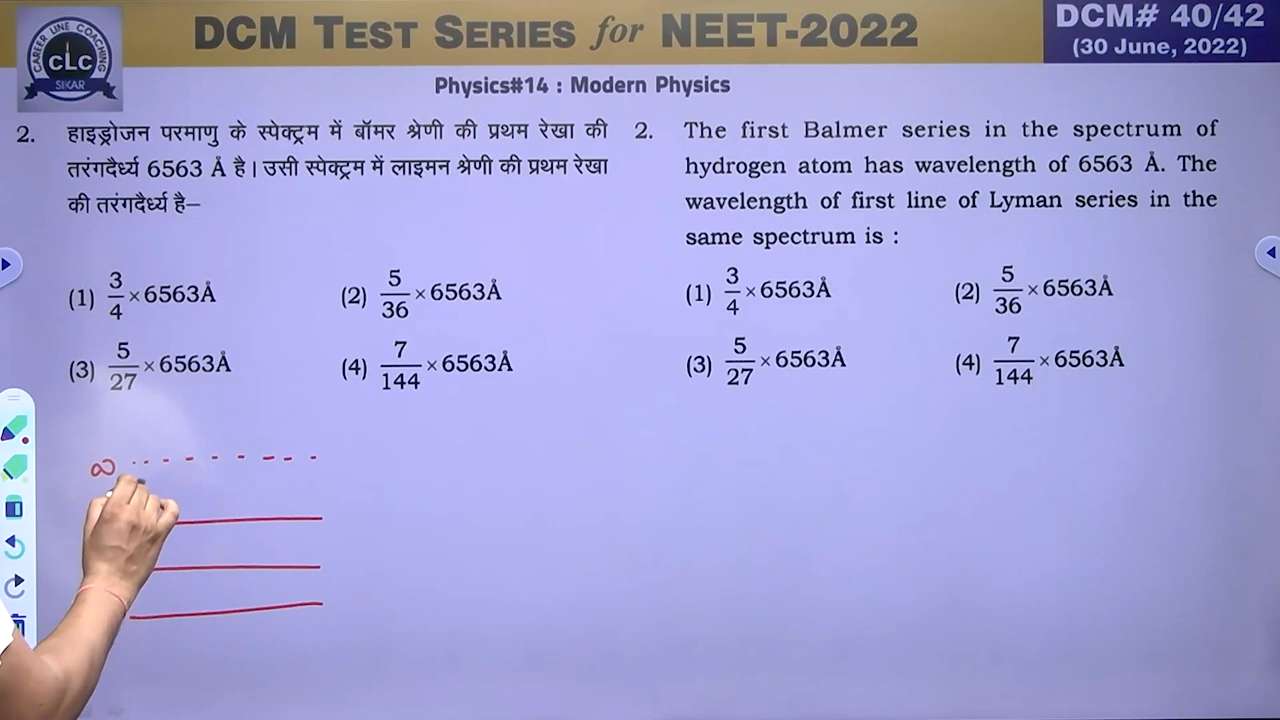 CAREER LINE COACHING
CLC
SIKAR
DCM TEST SERIES for NEET-2022
DCM# 40/42
(30 June, 2022)
Physics#14 : Modern Physics
2. हाइड्रोजन परमाणु के स्पेक्ट्रम में बॉमर श्रेणी की प्रथम रेखा की
तरंगदैर्ध्य 6563 Å है। उसी स्पेक्ट्रम में लाइमन श्रेणी की प्रथम रेखा
की तरंगदैर्ध्य है–
(1) 3/4 × 6563Å (2) 5/36 × 6563Å
(3) 5/27 × 6563Å (4) 7/144 × 6563Å
2. The first Balmer series in the spectrum of
hydrogen atom has wavelength of 6563 Å. The
wavelength of first line of Lyman series in the
same spectrum is :
(1) 3/4 × 6563Å (2) 5/36 × 6563Å
(3) 5/27 × 6563Å (4) 7/144 × 6563Å
∞